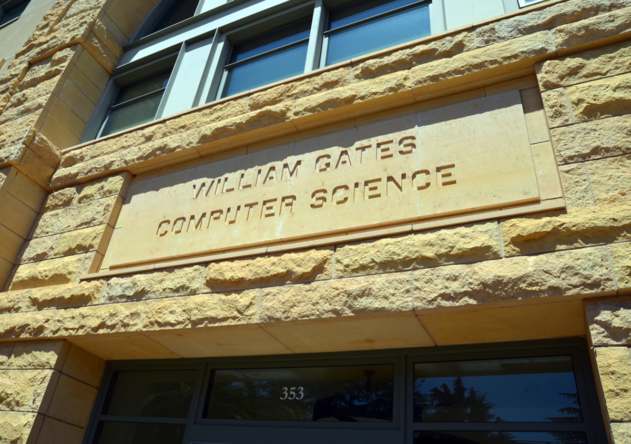 WILLIAM GATES
COMPUTER SCIENCE
353